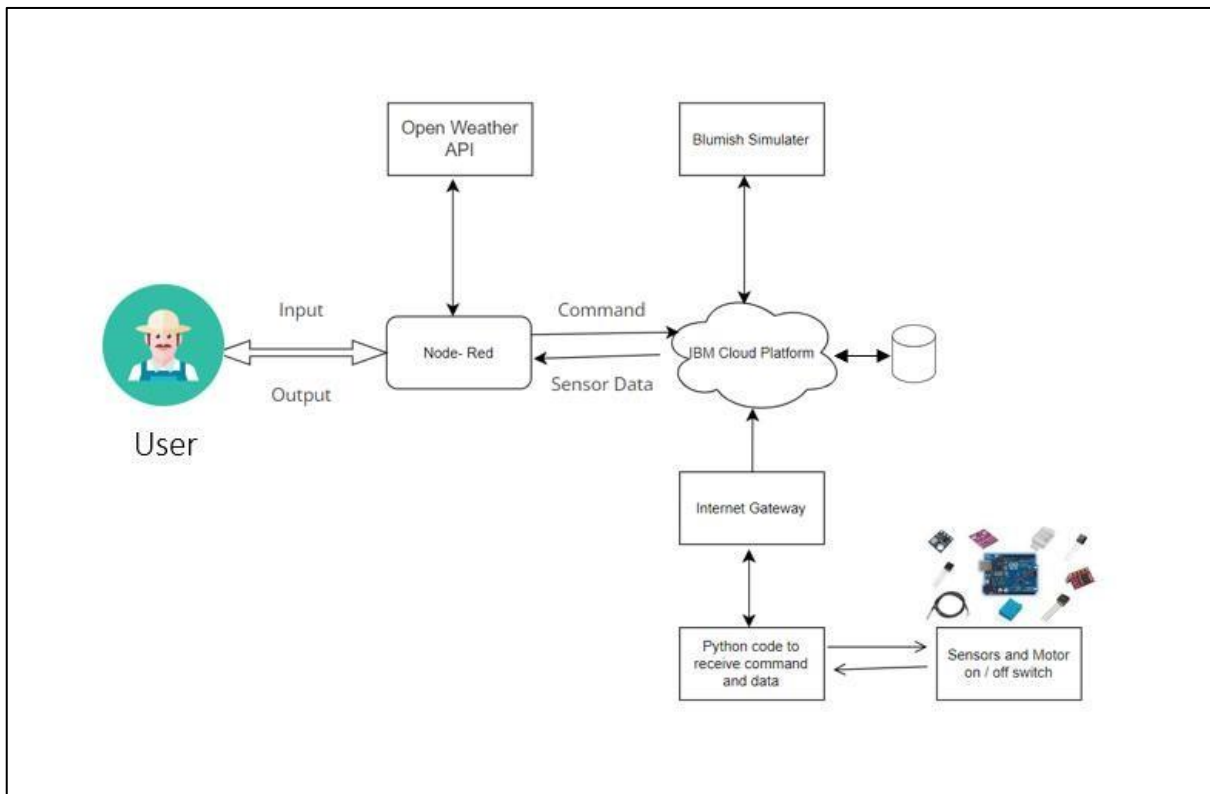 Open Weather
API
Blumish Simulater
Input
Command
Node- Red
IBM Cloud Platform
Output
Sensor Data
User
Internet Gateway
Python code to
receive command
and data
Sensors and Motor
on / off switch